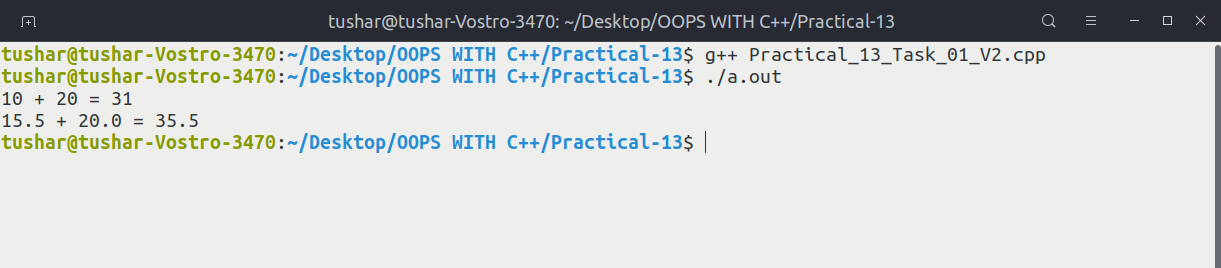 tushar@tushar-Vostro-3470: ~/Desktop/OOPS WITH C++/Practical-13
tushar@tushar-Vostro-3470:~/Desktop/OOPS WITH C++/Practical-13$ g++ Practical_13_Task_01_V2.cpp
tushar@tushar-Vostro-3470:~/Desktop/OOPS WITH C++/Practical-13$ ./a.out
10 + 20 = 31
15.5 + 20.0 = 35.5
tushar@tushar-Vostro-3470:~/Desktop/OOPS WITH C++/Practical-13$